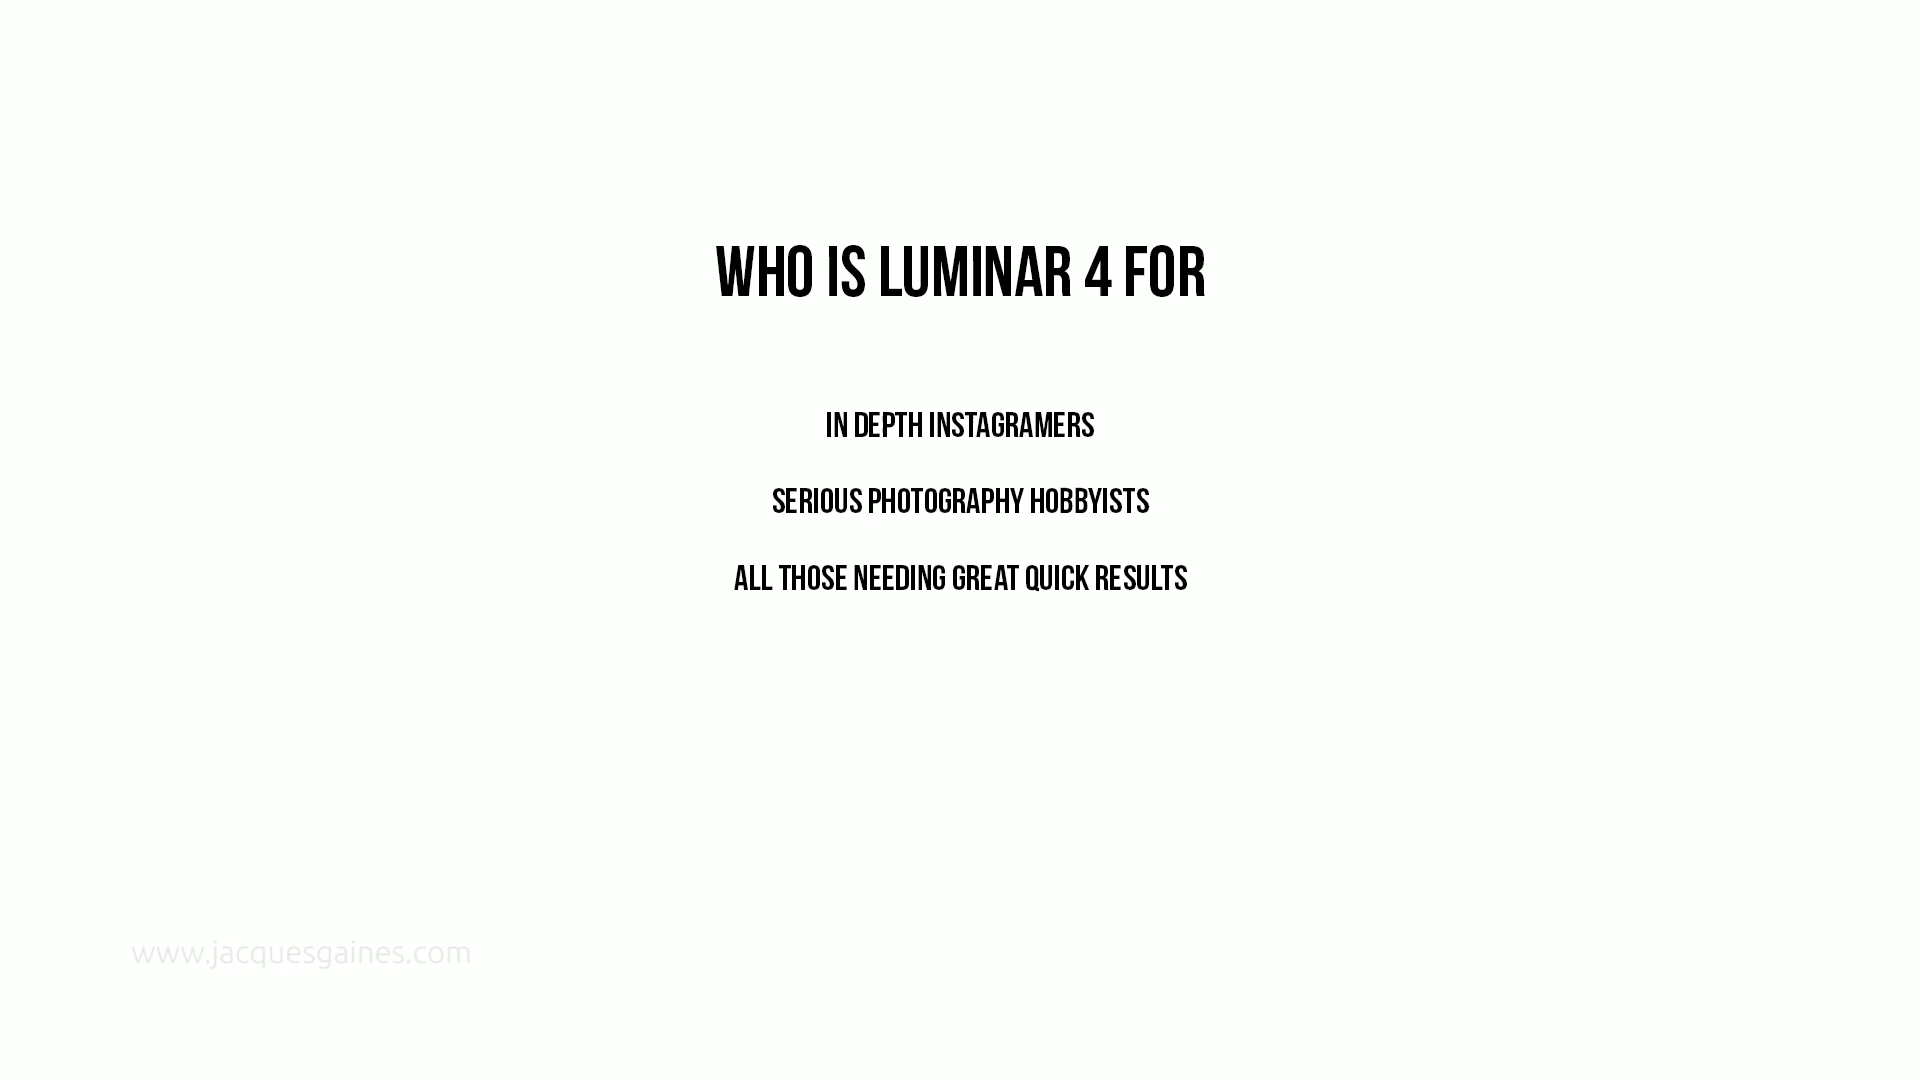 WHO IS LUMINAR 4 FOR
IN DEPTH INSTAGRAMERS
SERIOUS PHOTOGRAPHY HOBBYISTS
ALL THOSE NEEDING GREAT QUICK RESULTS
www.jacquesgaines.com